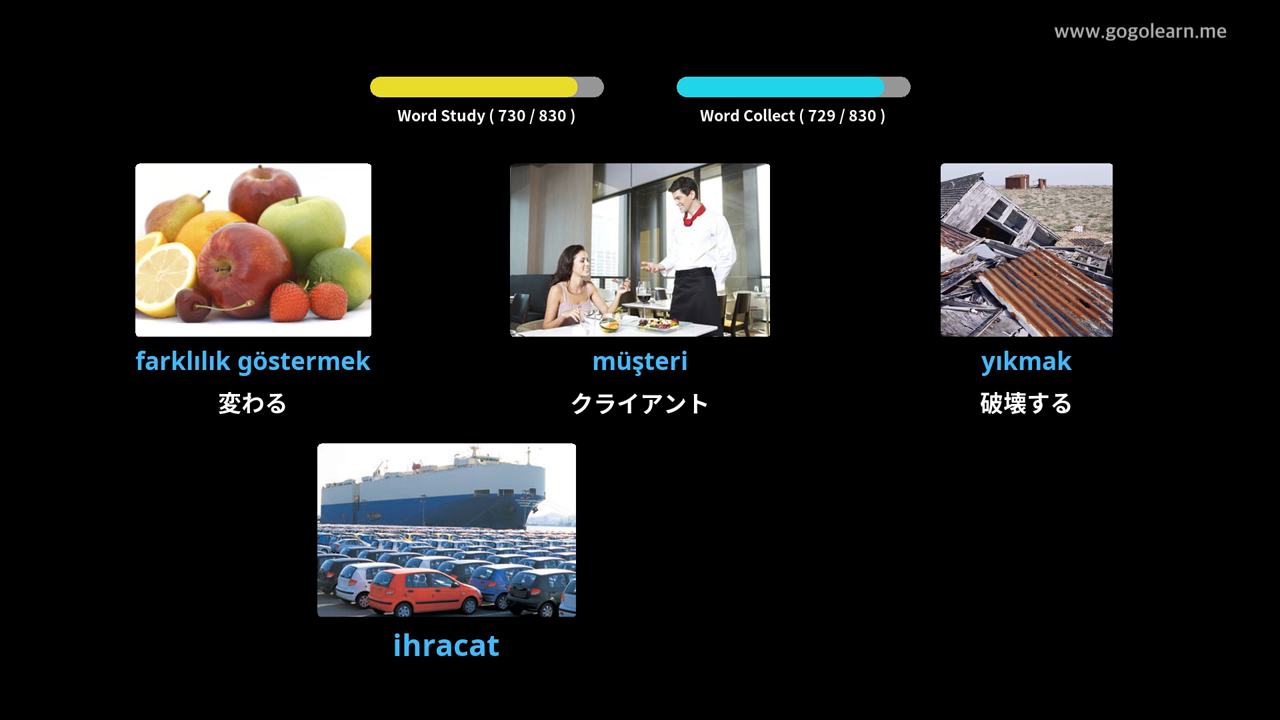 www.gogolearn.me
Word Study ( 730 / 830 )
Word Collect ( 729 / 830 )
farklılık göstermek
müşteri
yıkmak
変わる
クライアント
破壊する
ihracat